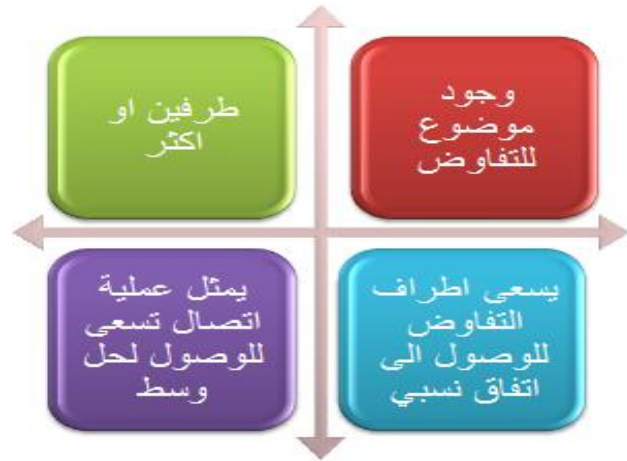 وجود
موضوع
للتفاوض
طرفين او
اكثر
يسعى اطراف
التفاوض
للوصول الى
اتفاق نسبي
يمثل عملية
اتصال تسعى
للوصول لحل
وسط